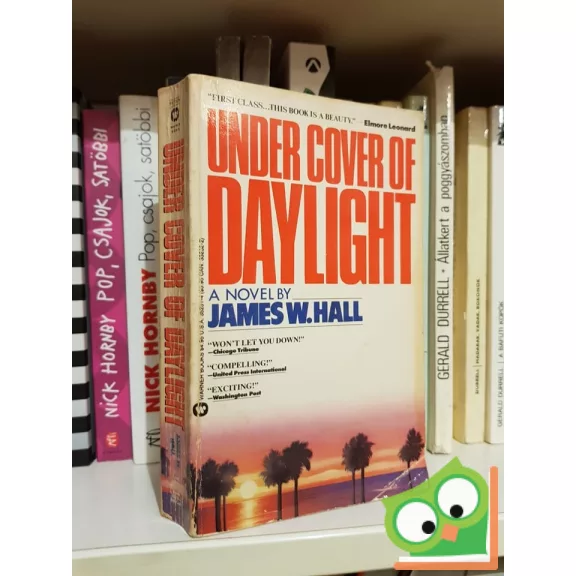 "FIRST CLASS...THIS BOOK IS A BEAUTY." —Elmore Leonard
UNDER COVER OF
DAYLIGHT
A NOVEL BY
JAMES W. HALL
"WON'T LET YOU DOWN!"
—Chicago Tribune
"COMPELLING!"
—United Press International
"EXCITING!"
—Washington Post
UNDER COVER OF DAYLIGHT
NICK HORNBY POP, CSAJOK, SATÖBBI
NICK HORNBY Pop, csajok, satöbbi
GERALD DURRELL • Állatkert a poggyászomban
GERALD DURRELL